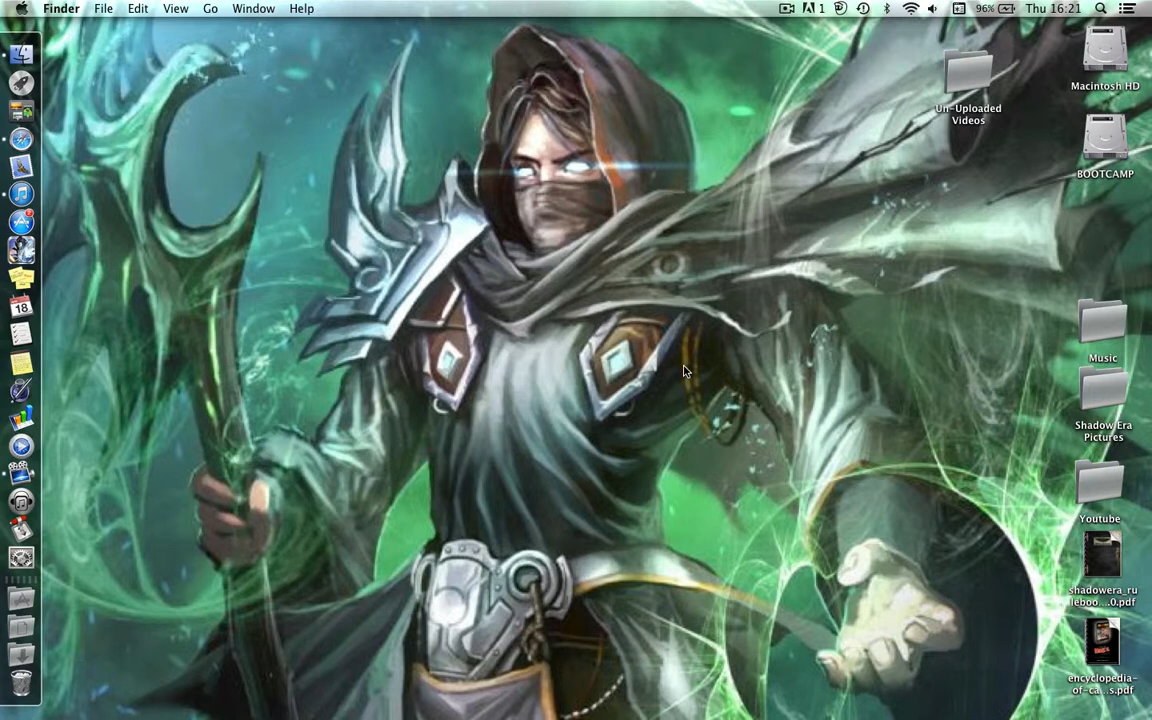 Finder File Edit View Go Window Help 1 96% Thu 16:21
Macintosh HD
Un-Uploaded
Videos
BOOTCAMP
18
Music
Shadow Era
Pictures
Youtube
shadowera_ru
leboo...0.pdf
encyclopedia-
of-ca...s.pdf